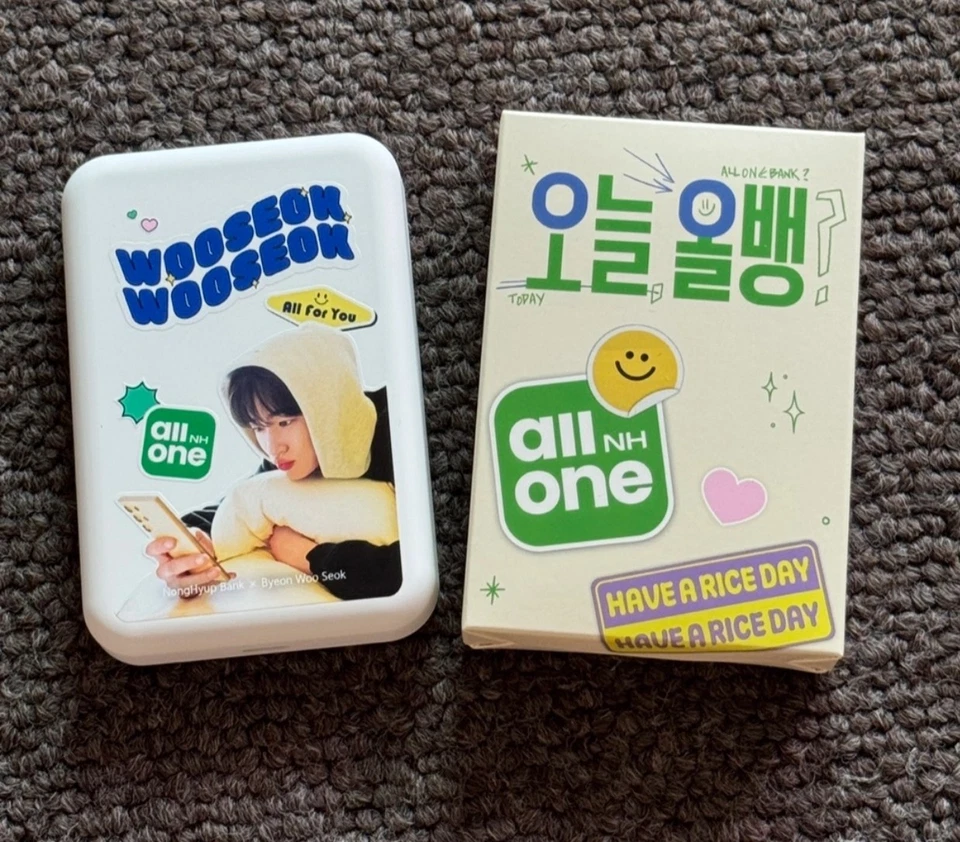 WOOSEOK
WOOSEOK
All For You
all NH
one
NongHyup Bank × Byeon Woo Seok
ALL ONE BANK?
오늘, 올뱅?
TODAY
all NH
one
HAVE A RICE DAY
HAVE A RICE DAY